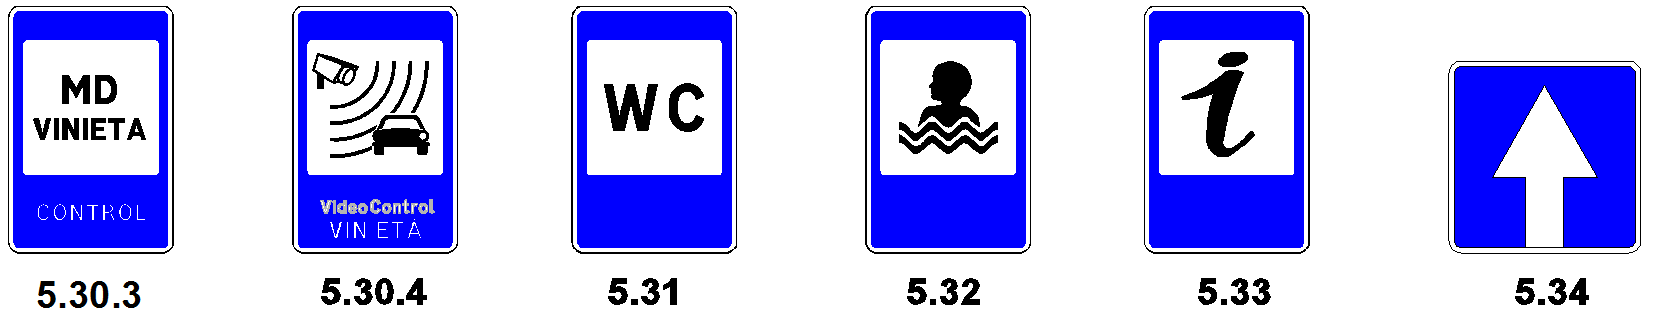 MD
VINIETA
CONTROL
VideoControl
VINIETĂ
WC
i
5.30.3
5.30.4
5.31
5.32
5.33
5.34